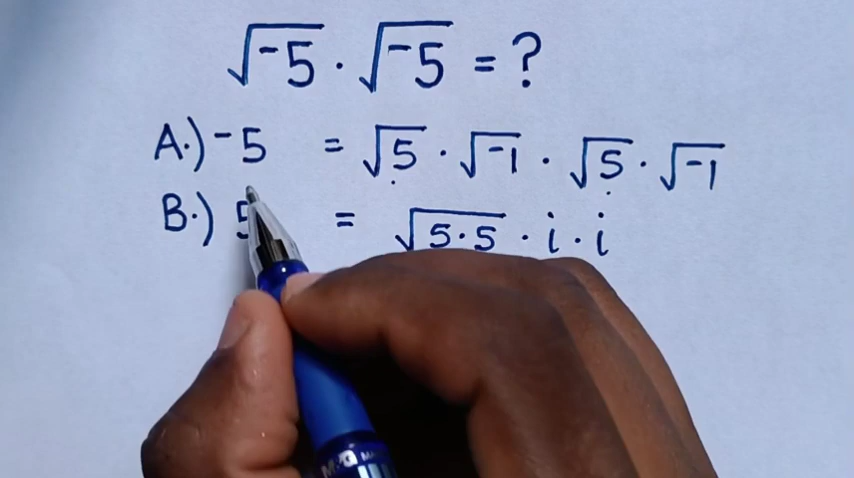 √-5 · √-5 = ?
A.) -5 = √5 · √-1 · √5 · √-1
B.) 5 = √5·5 · i · i